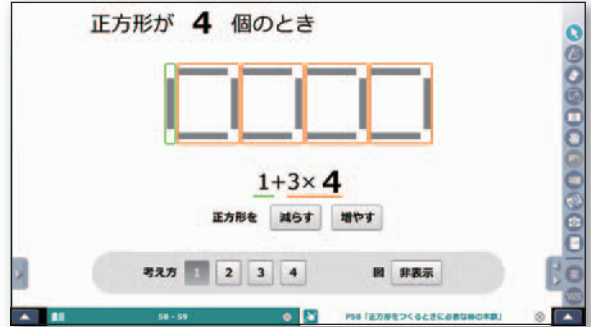 正方形が 4 個のとき
1+3×4
正方形を 減らす 増やす
考え方 1 2 3 4 図 非表示
58 - 59 P58「正方形をつくるときに必要な棒の本数」